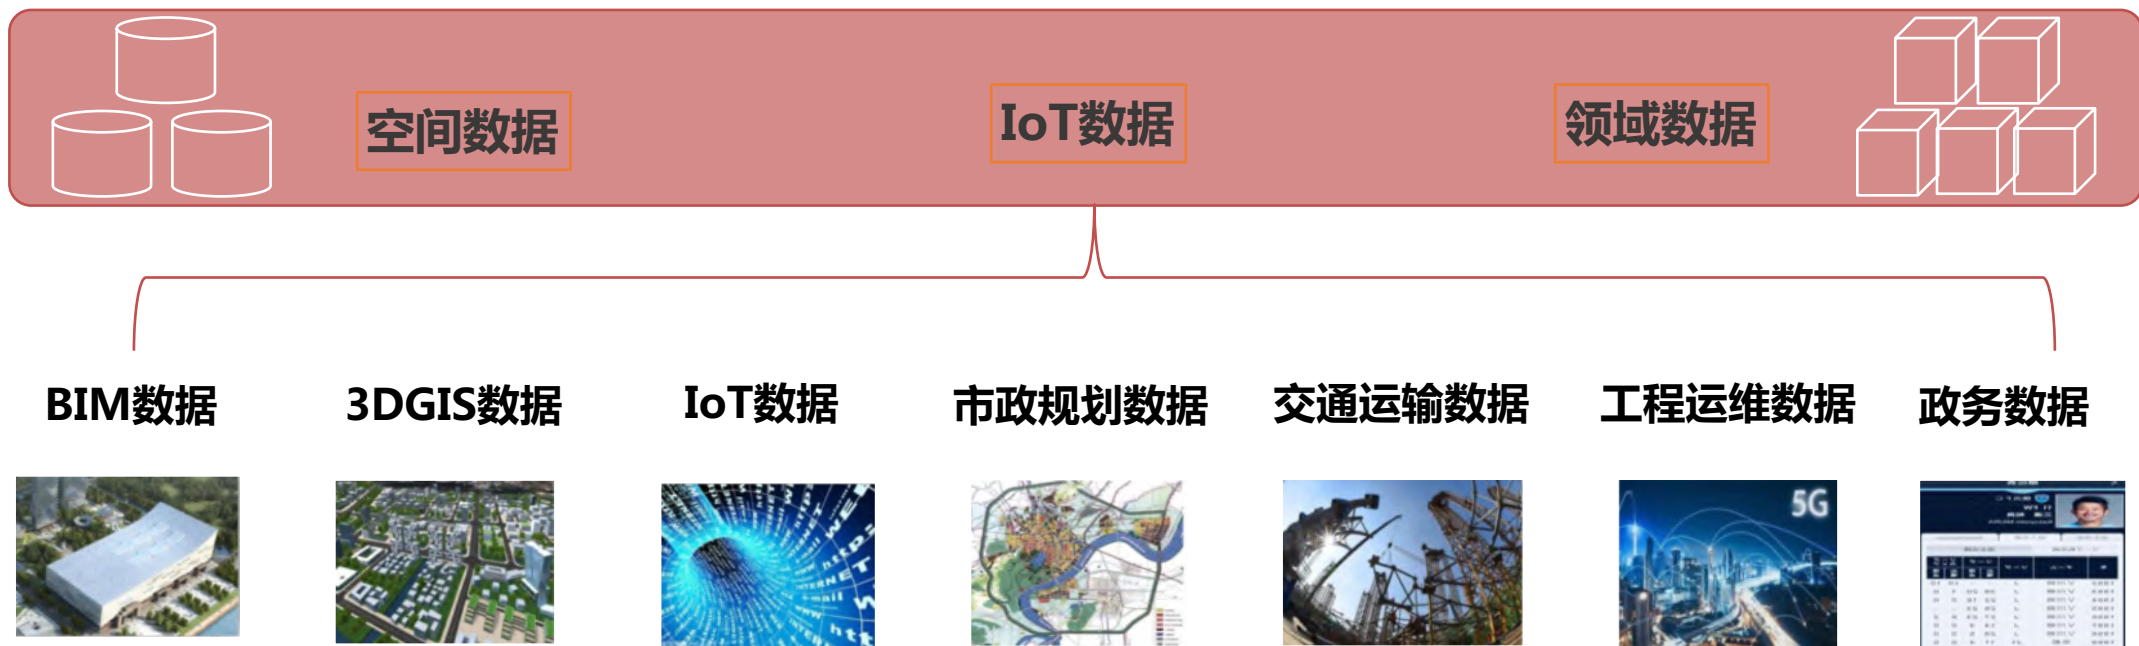 空间数据
IoT数据
领域数据
BIM数据
3DGIS数据
IoT数据
市政规划数据
交通运输数据
工程运维数据
政务数据
5G